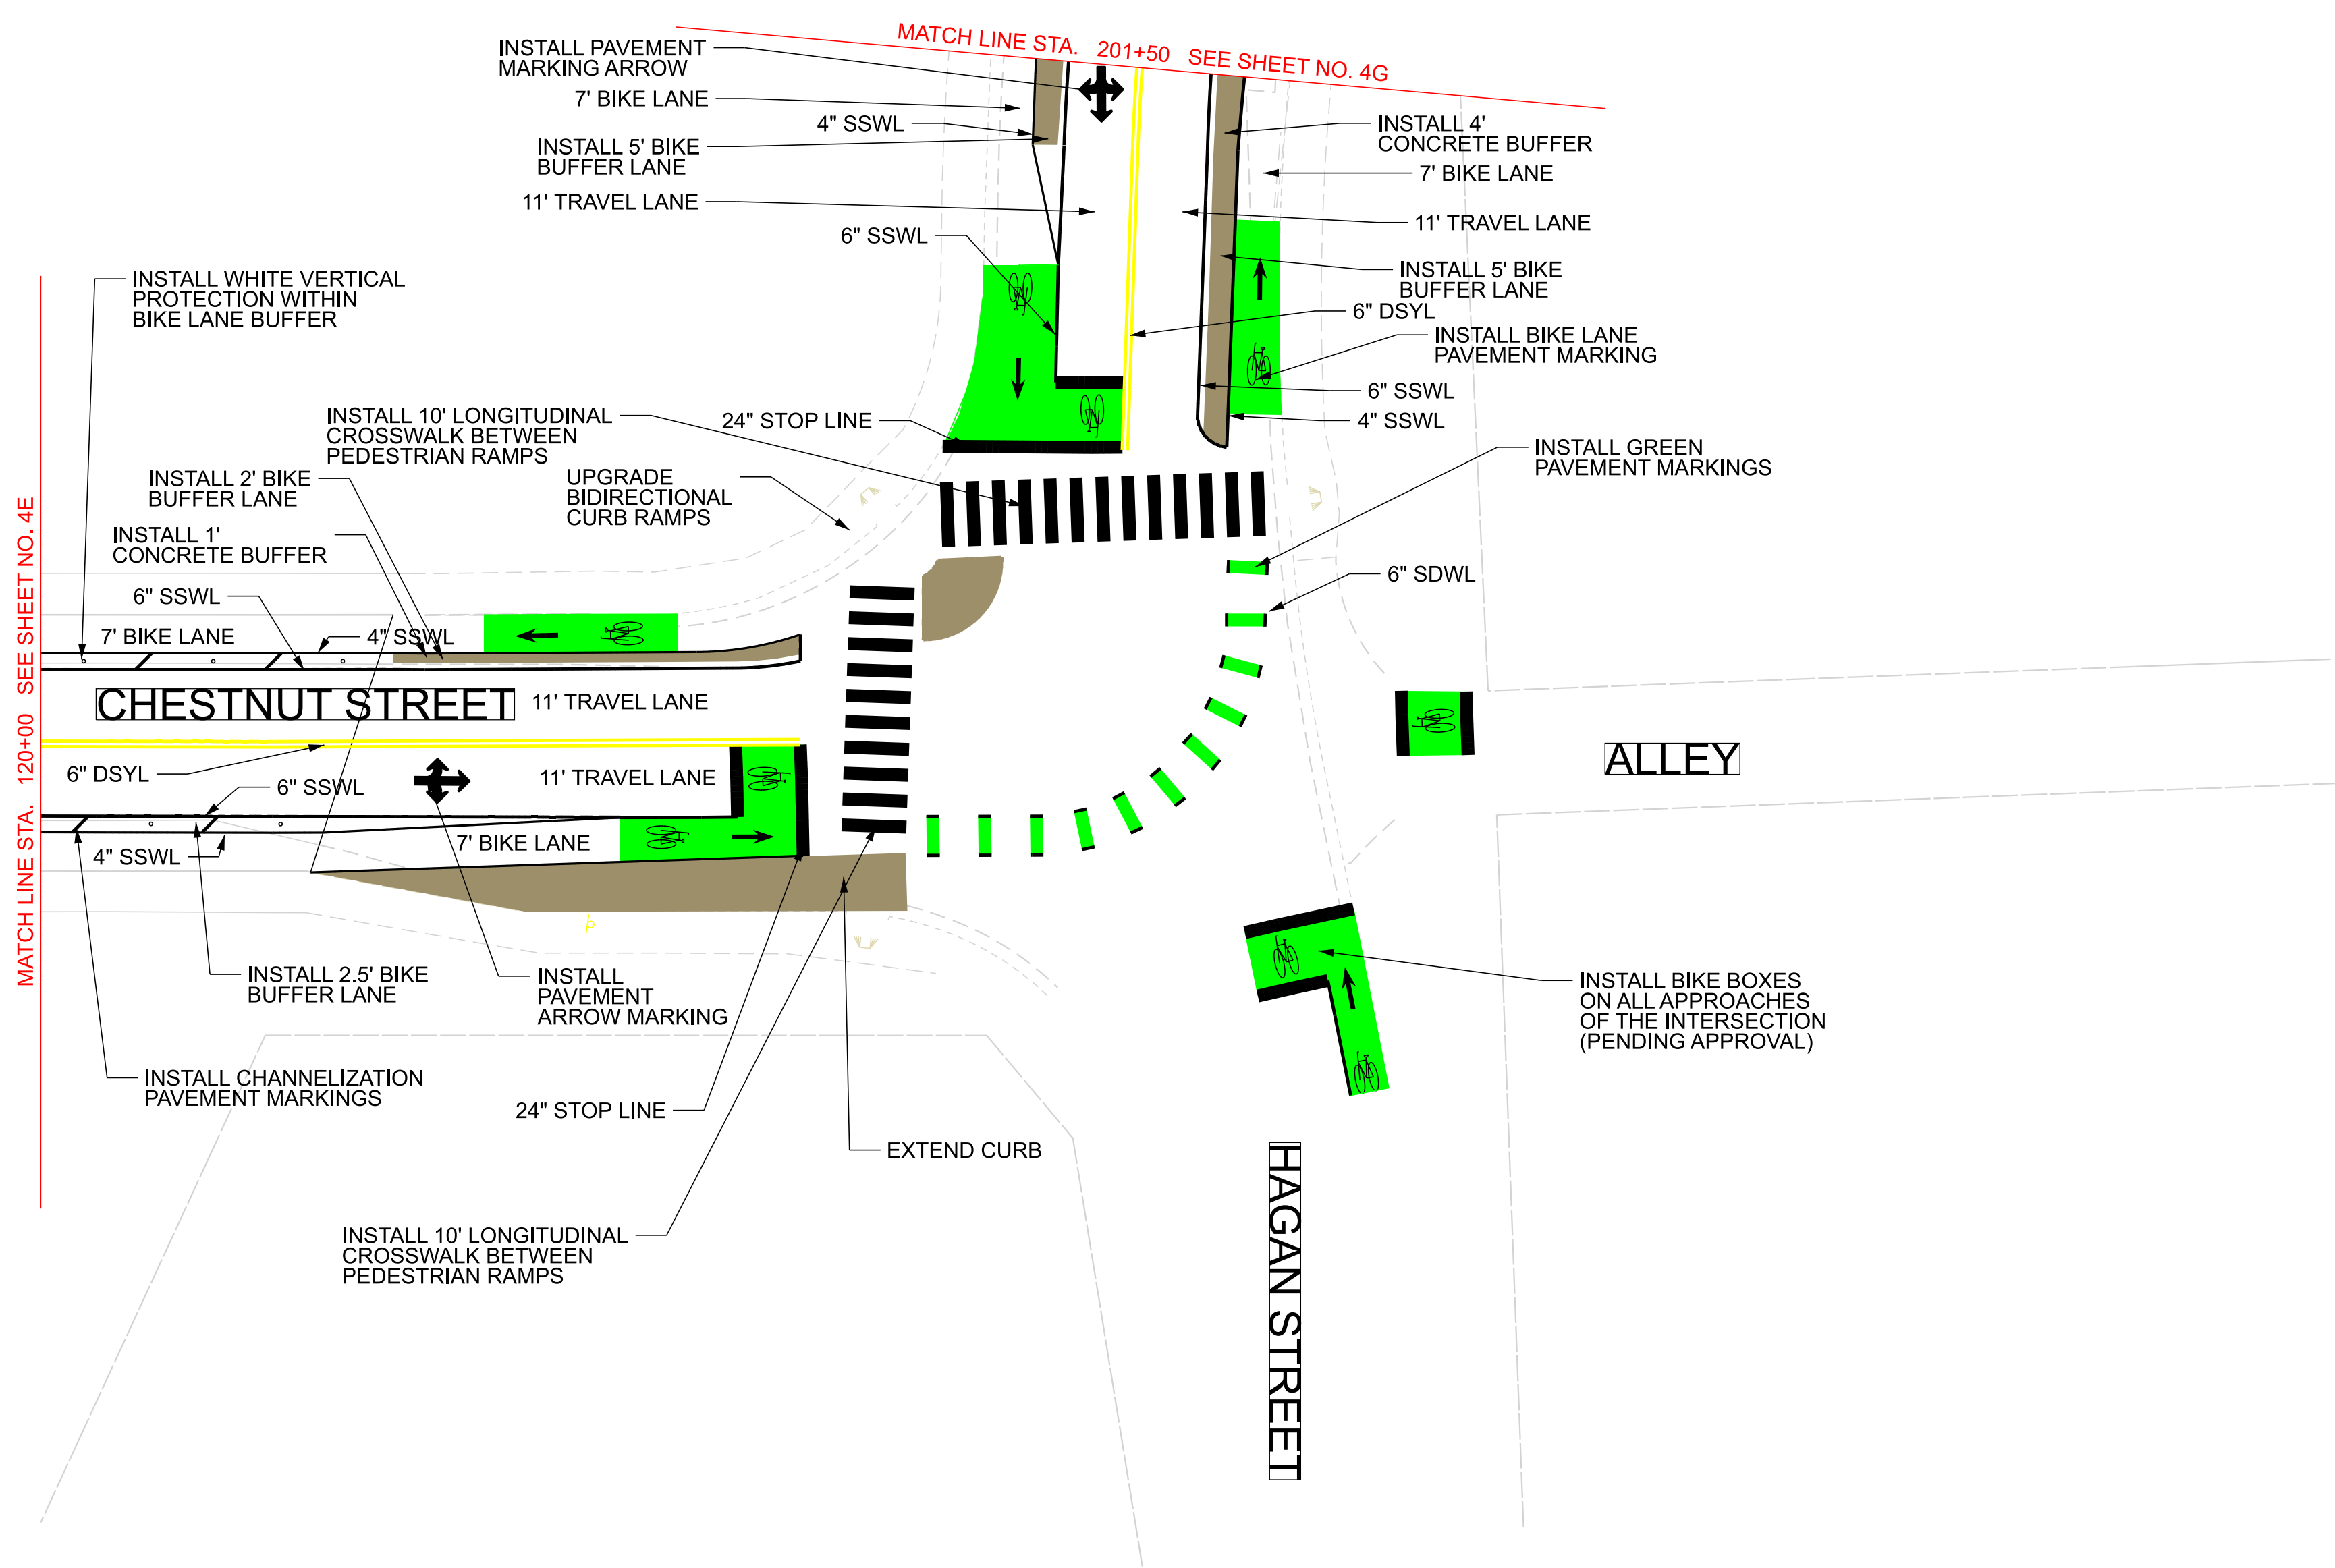 MATCH LINE STA. 201+50 SEE SHEET NO. 4G
INSTALL PAVEMENT
MARKING ARROW
7' BIKE LANE
4" SSWL
INSTALL 5' BIKE
BUFFER LANE
11' TRAVEL LANE
6" SSWL
INSTALL 4'
CONCRETE BUFFER
7' BIKE LANE
11' TRAVEL LANE
INSTALL 5' BIKE
BUFFER LANE
6" DSYL
INSTALL BIKE LANE
PAVEMENT MARKING
6" SSWL
4" SSWL
INSTALL GREEN
PAVEMENT MARKINGS
6" SDWL
INSTALL WHITE VERTICAL
PROTECTION WITHIN
BIKE LANE BUFFER
INSTALL 10' LONGITUDINAL
CROSSWALK BETWEEN
PEDESTRIAN RAMPS
24" STOP LINE
UPGRADE
BIDIRECTIONAL
CURB RAMPS
INSTALL 2' BIKE
BUFFER LANE
INSTALL 1'
CONCRETE BUFFER
6" SSWL
7' BIKE LANE
4" SSWL
MATCH LINE STA. 120+00 SEE SHEET NO. 4E
CHESTNUT STREET
11' TRAVEL LANE
6" DSYL
6" SSWL
11' TRAVEL LANE
7' BIKE LANE
4" SSWL
ALLEY
INSTALL 2.5' BIKE
BUFFER LANE
INSTALL
PAVEMENT
ARROW MARKING
INSTALL BIKE BOXES
ON ALL APPROACHES
OF THE INTERSECTION
(PENDING APPROVAL)
INSTALL CHANNELIZATION
PAVEMENT MARKINGS
24" STOP LINE
EXTEND CURB
INSTALL 10' LONGITUDINAL
CROSSWALK BETWEEN
PEDESTRIAN RAMPS
HAGAN STREET